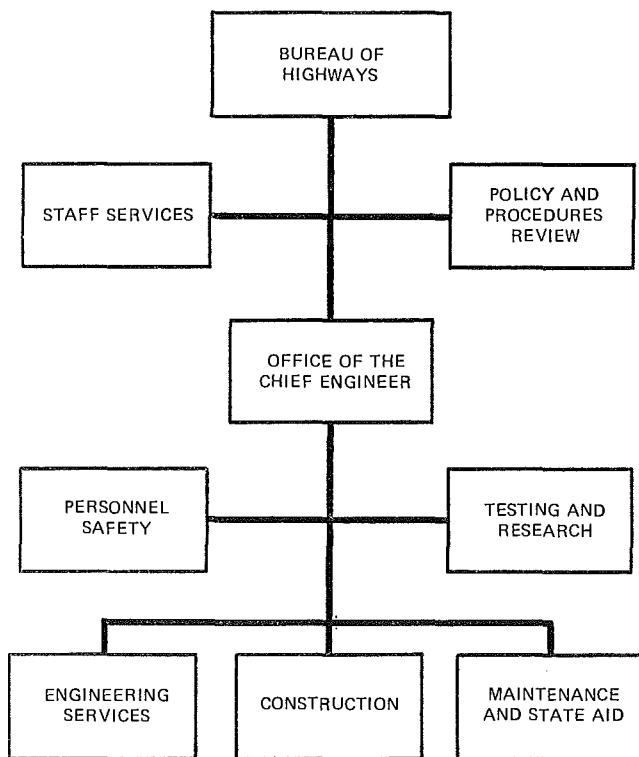 BUREAU OF
HIGHWAYS
STAFF SERVICES
POLICY AND
PROCEDURES
REVIEW
OFFICE OF THE
CHIEF ENGINEER
PERSONNEL
SAFETY
TESTING AND
RESEARCH
ENGINEERING
SERVICES
CONSTRUCTION
MAINTENANCE
AND STATE AID